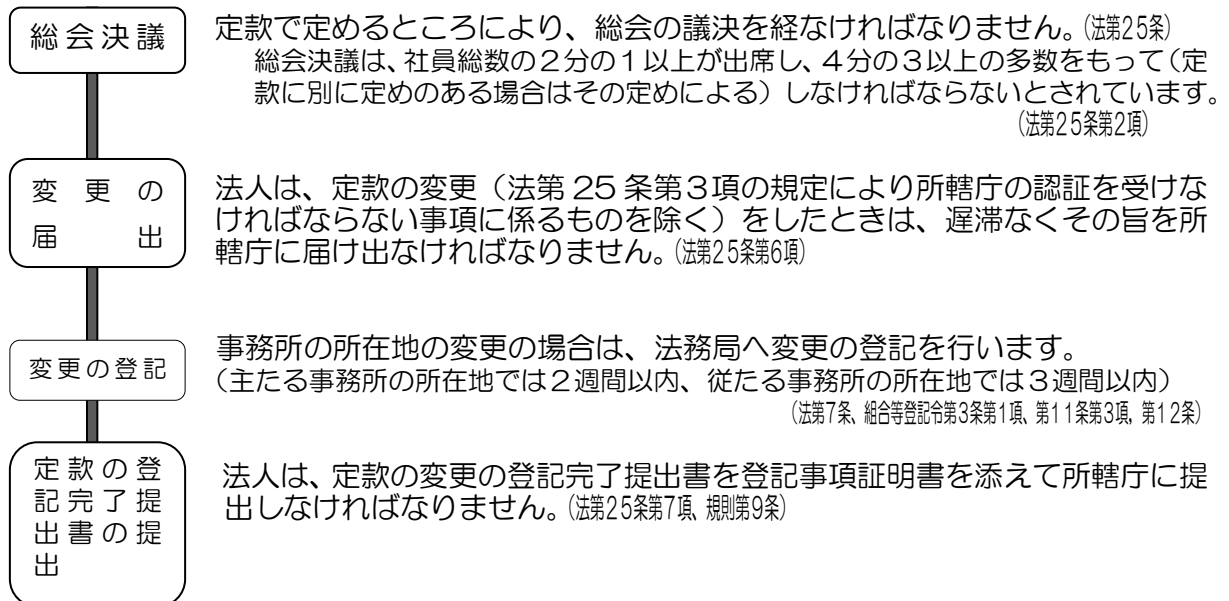 総会決議
定款で定めるところにより、総会の議決を経なければなりません。(法第25条)
総会決議は、社員総数の2分の1以上が出席し、4分の3以上の多数をもって(定
款に別に定めのある場合はその定めによる)しなければならないとされています。
(法第25条第2項)
変更の
届出
法人は、定款の変更(法第25条第3項の規定により所轄庁の認証を受けな
ければならない事項に係るものを除く)をしたときは、遅滞なくその旨を所
轄庁に届け出なければなりません。(法第25条第6項)
変更の登記
事務所の所在地の変更の場合は、法務局へ変更の登記を行います。
(主たる事務所の所在地では2週間以内、従たる事務所の所在地では3週間以内)
(法第7条、組合等登記令第3条第1項、第11条第3項、第12条)
定款の登
記完了提
出書の提
出
法人は、定款の変更の登記完了提出書を登記事項証明書を添えて所轄庁に提
出しなければなりません。(法第25条第7項、規則第9条)